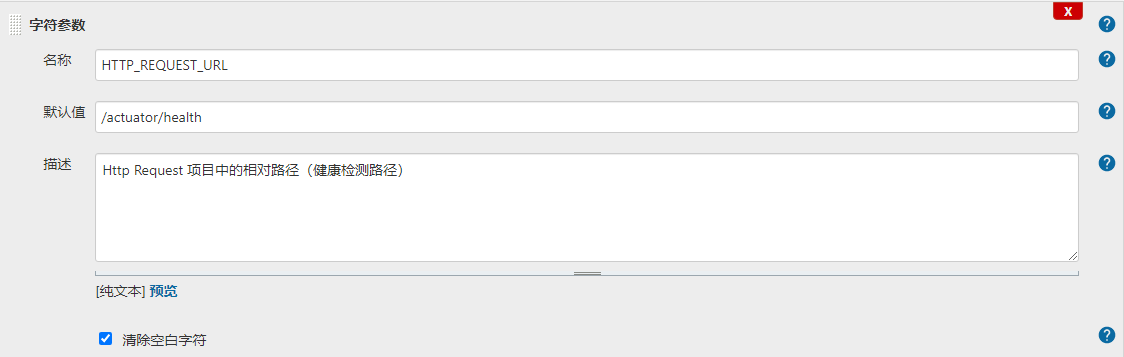 X
字符参数
名称
HTTP_REQUEST_URL
默认值
/actuator/health
描述
Http Request 项目中的相对路径（健康检测路径）
[纯文本] 预览
清除空白字符